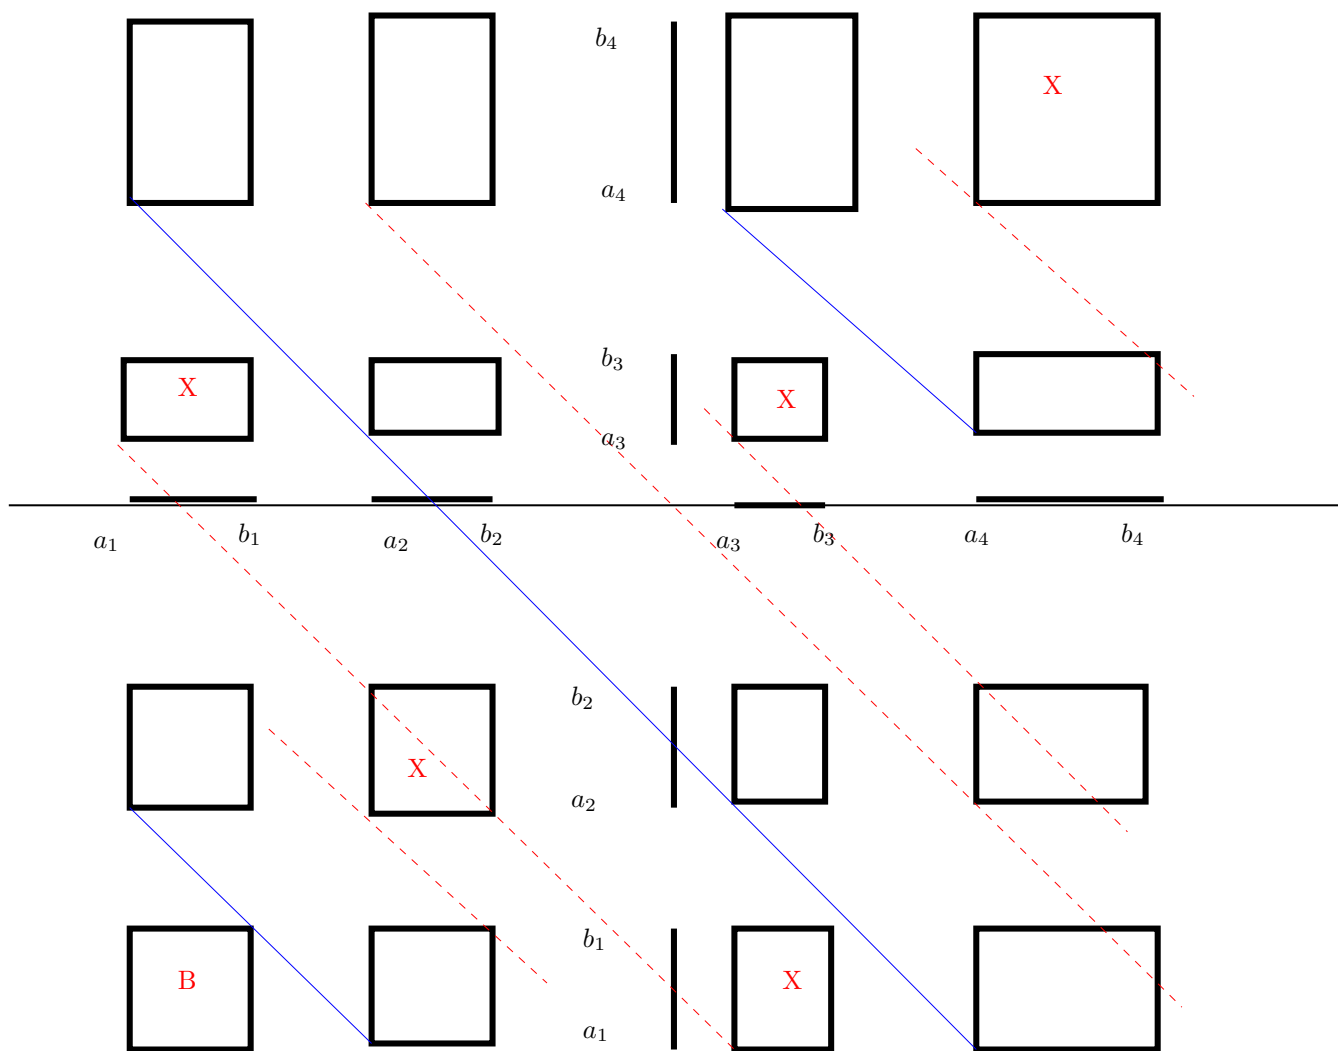 b₄
X
a₄
b₃
X
X
a₃
a₁ b₁ a₂ b₂ a₃ b₃ a₄ b₄
b₂
X
a₂
b₁
B
X
a₁